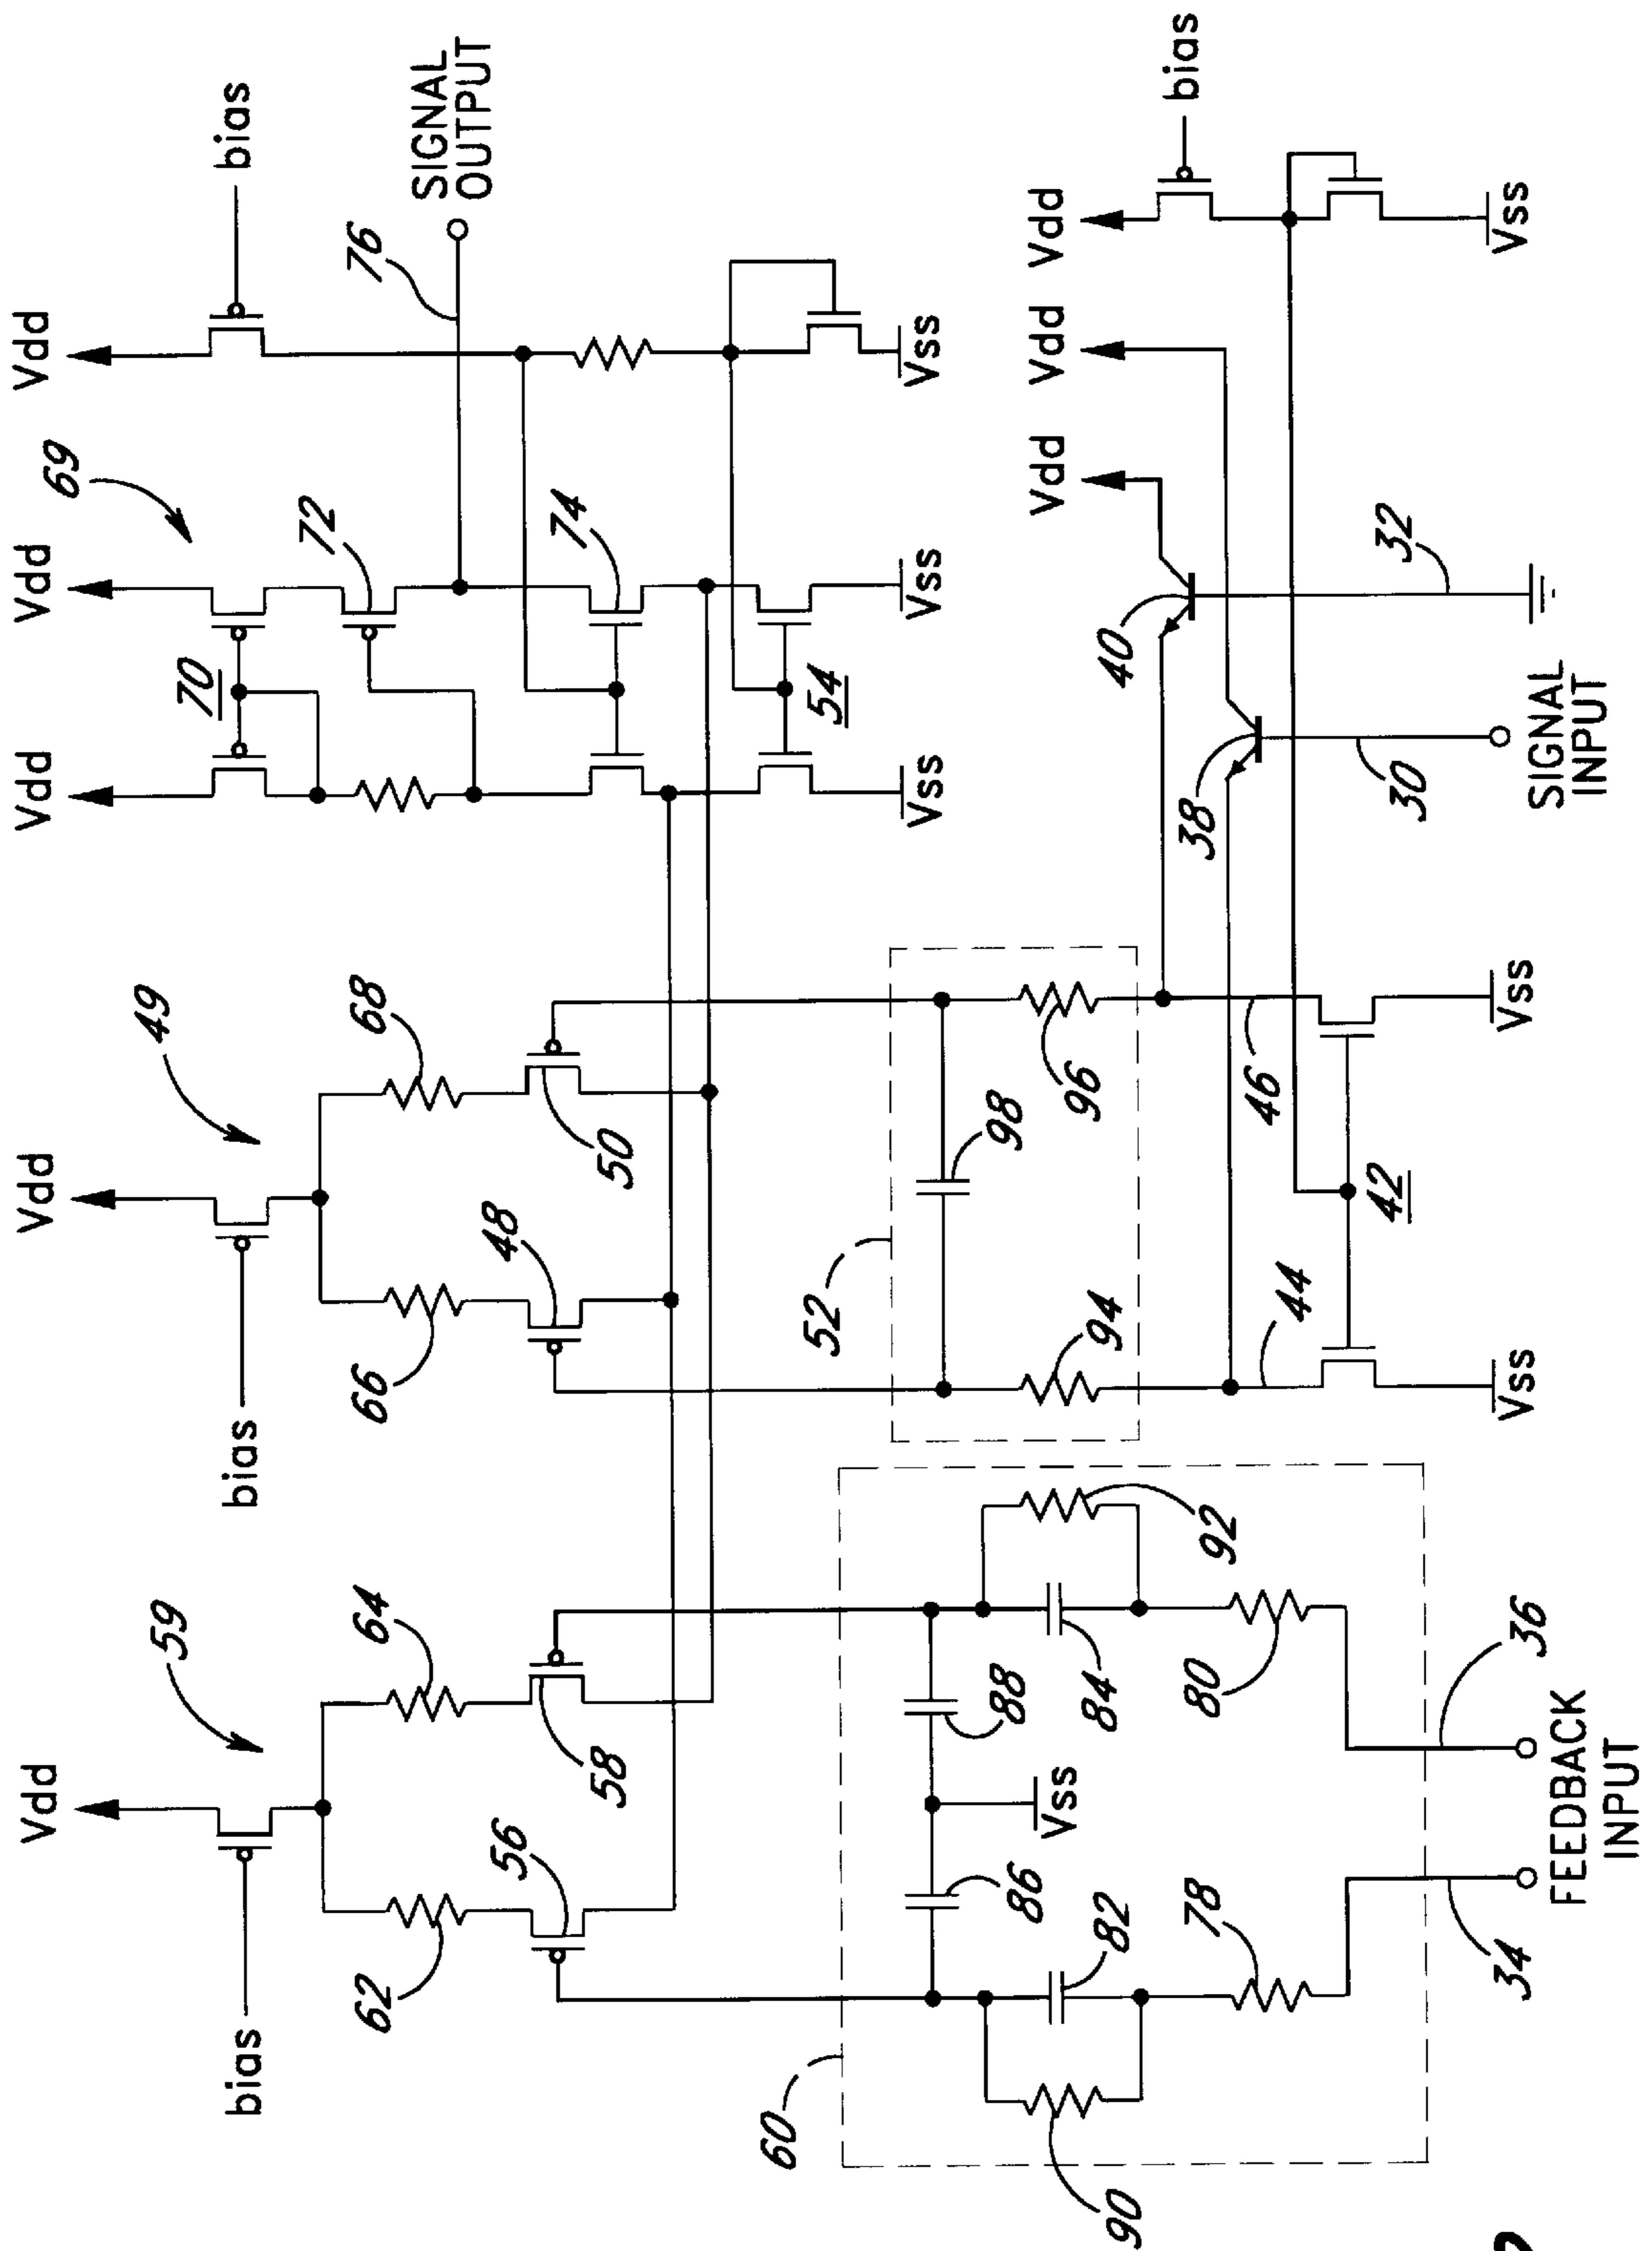 Vdd
Vdd
Vdd
Vdd
Vdd
59
49
69
bias
bias
70
bias
62
64
66
68
72
76
SIGNAL
OUTPUT
56
58
48
50
74
54
Vss
Vss
Vss
60
52
86
88
98
Vss
Vdd
Vdd
Vdd
bias
90
82
84
92
94
96
40
38
78
80
44
46
42
32
30
34
36
Vss
Vss
Vss
FEEDBACK
INPUT
SIGNAL
INPUT